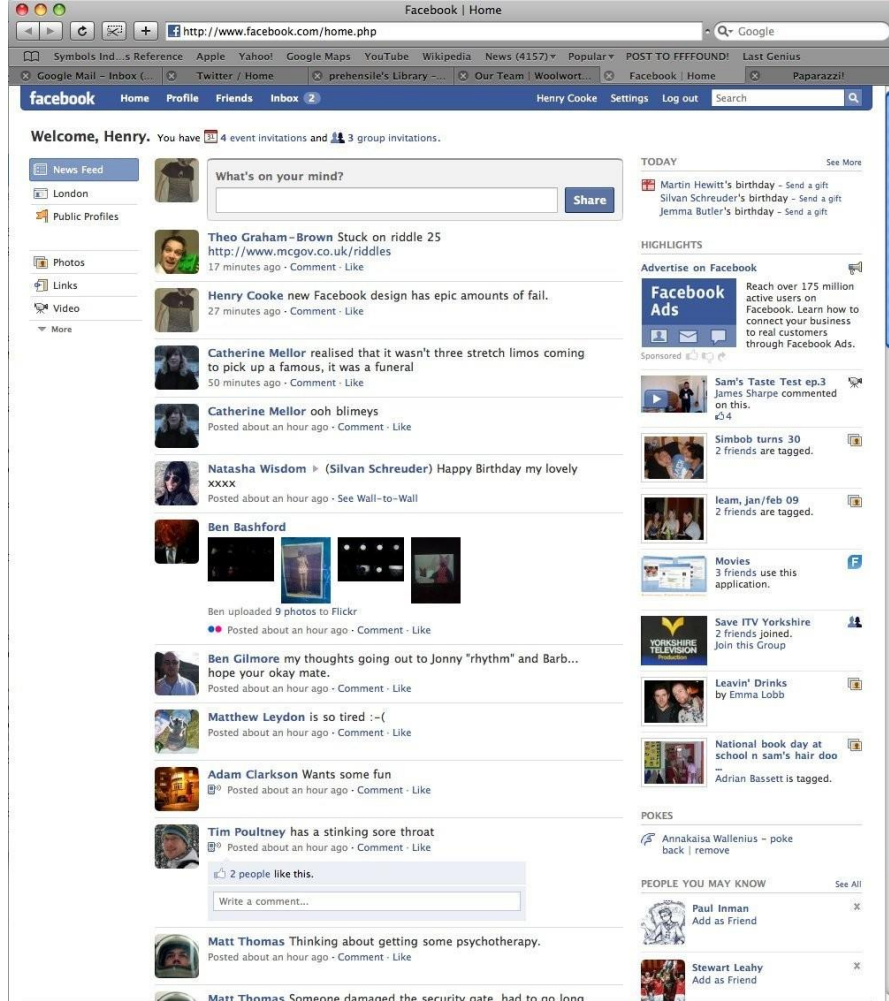 Facebook | Home
http://www.facebook.com/home.php
Google
Symbols Ind...s Reference Apple Yahoo! Google Maps YouTube Wikipedia News (4157) Popular POST TO FFFFOUND! Last Genius
Google Mail – Inbox (... Twitter / Home prehensile's Library –... Our Team | Woolwort... Facebook | Home Paparazzi!
facebook Home Profile Friends Inbox 2 Henry Cooke Settings Log out Search
Welcome, Henry. You have 31 4 event invitations and 3 group invitations.
News Feed
London
Public Profiles
Photos
Links
Video
More
What's on your mind?
Share
Theo Graham-Brown Stuck on riddle 25
http://www.mcgov.co.uk/riddles
17 minutes ago · Comment · Like
Henry Cooke new Facebook design has epic amounts of fail.
27 minutes ago · Comment · Like
Catherine Mellor realised that it wasn't three stretch limos coming
to pick up a famous, it was a funeral
50 minutes ago · Comment · Like
Catherine Mellor ooh blimeys
Posted about an hour ago · Comment · Like
Natasha Wisdom ▸ (Silvan Schreuder) Happy Birthday my lovely
xxxx
Posted about an hour ago · See Wall-to-Wall
Ben Bashford
Ben uploaded 9 photos to Flickr
Posted about an hour ago · Comment · Like
Ben Gilmore my thoughts going out to Jonny "rhythm" and Barb...
hope your okay mate.
Posted about an hour ago · Comment · Like
Matthew Leydon is so tired :-(
Posted about an hour ago · Comment · Like
Adam Clarkson Wants some fun
Posted about an hour ago · Comment · Like
Tim Poultney has a stinking sore throat
Posted about an hour ago · Comment · Like
2 people like this.
Write a comment...
Matt Thomas Thinking about getting some psychotherapy.
Posted about an hour ago · Comment · Like
Matt Thomas Someone damaged the security gate, had to go long
TODAY See More
Martin Hewitt's birthday – Send a gift
Silvan Schreuder's birthday – Send a gift
Jemma Butler's birthday – Send a gift
HIGHLIGHTS
Advertise on Facebook
Facebook
Ads
Reach over 175 million
active users on
Facebook. Learn how to
connect your business
to real customers
through Facebook Ads.
Sponsored
Sam's Taste Test ep.3
James Sharpe commented
on this.
4
Simbob turns 30
2 friends are tagged.
leam, jan/feb 09
2 friends are tagged.
Movies
3 friends use this
application.
F
YORKSHIRE
TELEVISION
Production
Save ITV Yorkshire
2 friends joined.
Join this Group
Leavin' Drinks
by Emma Lobb
National book day at
school n sam's hair doo
...
Adrian Bassett is tagged.
POKES
Annakaisa Wallenius – poke
back | remove
PEOPLE YOU MAY KNOW See All
Paul Inman x
Add as Friend
Stewart Leahy x
Add as Friend